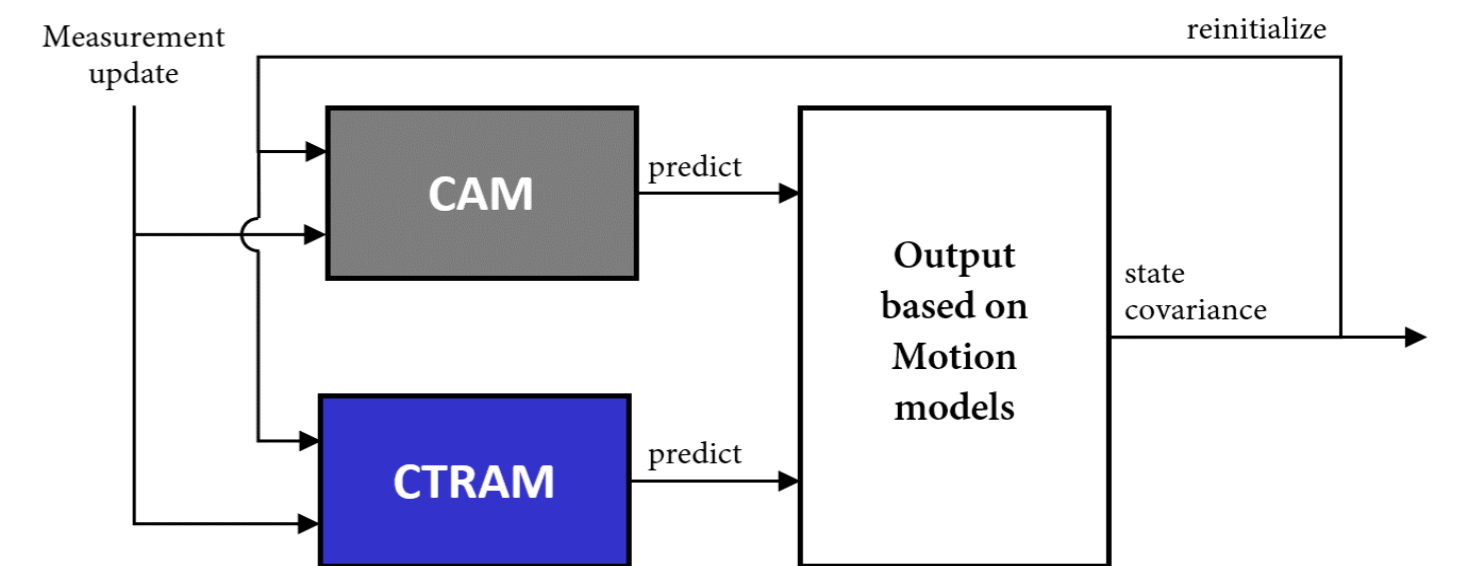 Measurement
update
reinitialize
CAM
predict
Output
based on
Motion
models
state
covariance
CTRAM
predict